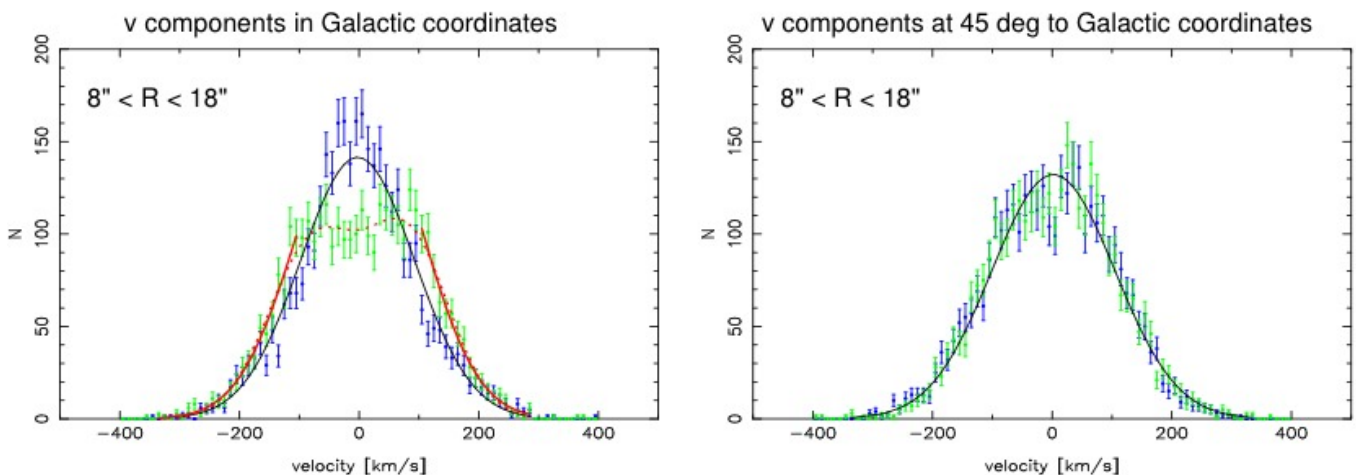 v components in Galactic coordinates
8" < R < 18"
N
200
150
100
50
0
−400 −200 0 200 400
velocity [km/s]
v components at 45 deg to Galactic coordinates
8" < R < 18"
N
200
150
100
50
0
−400 −200 0 200 400
velocity [km/s]